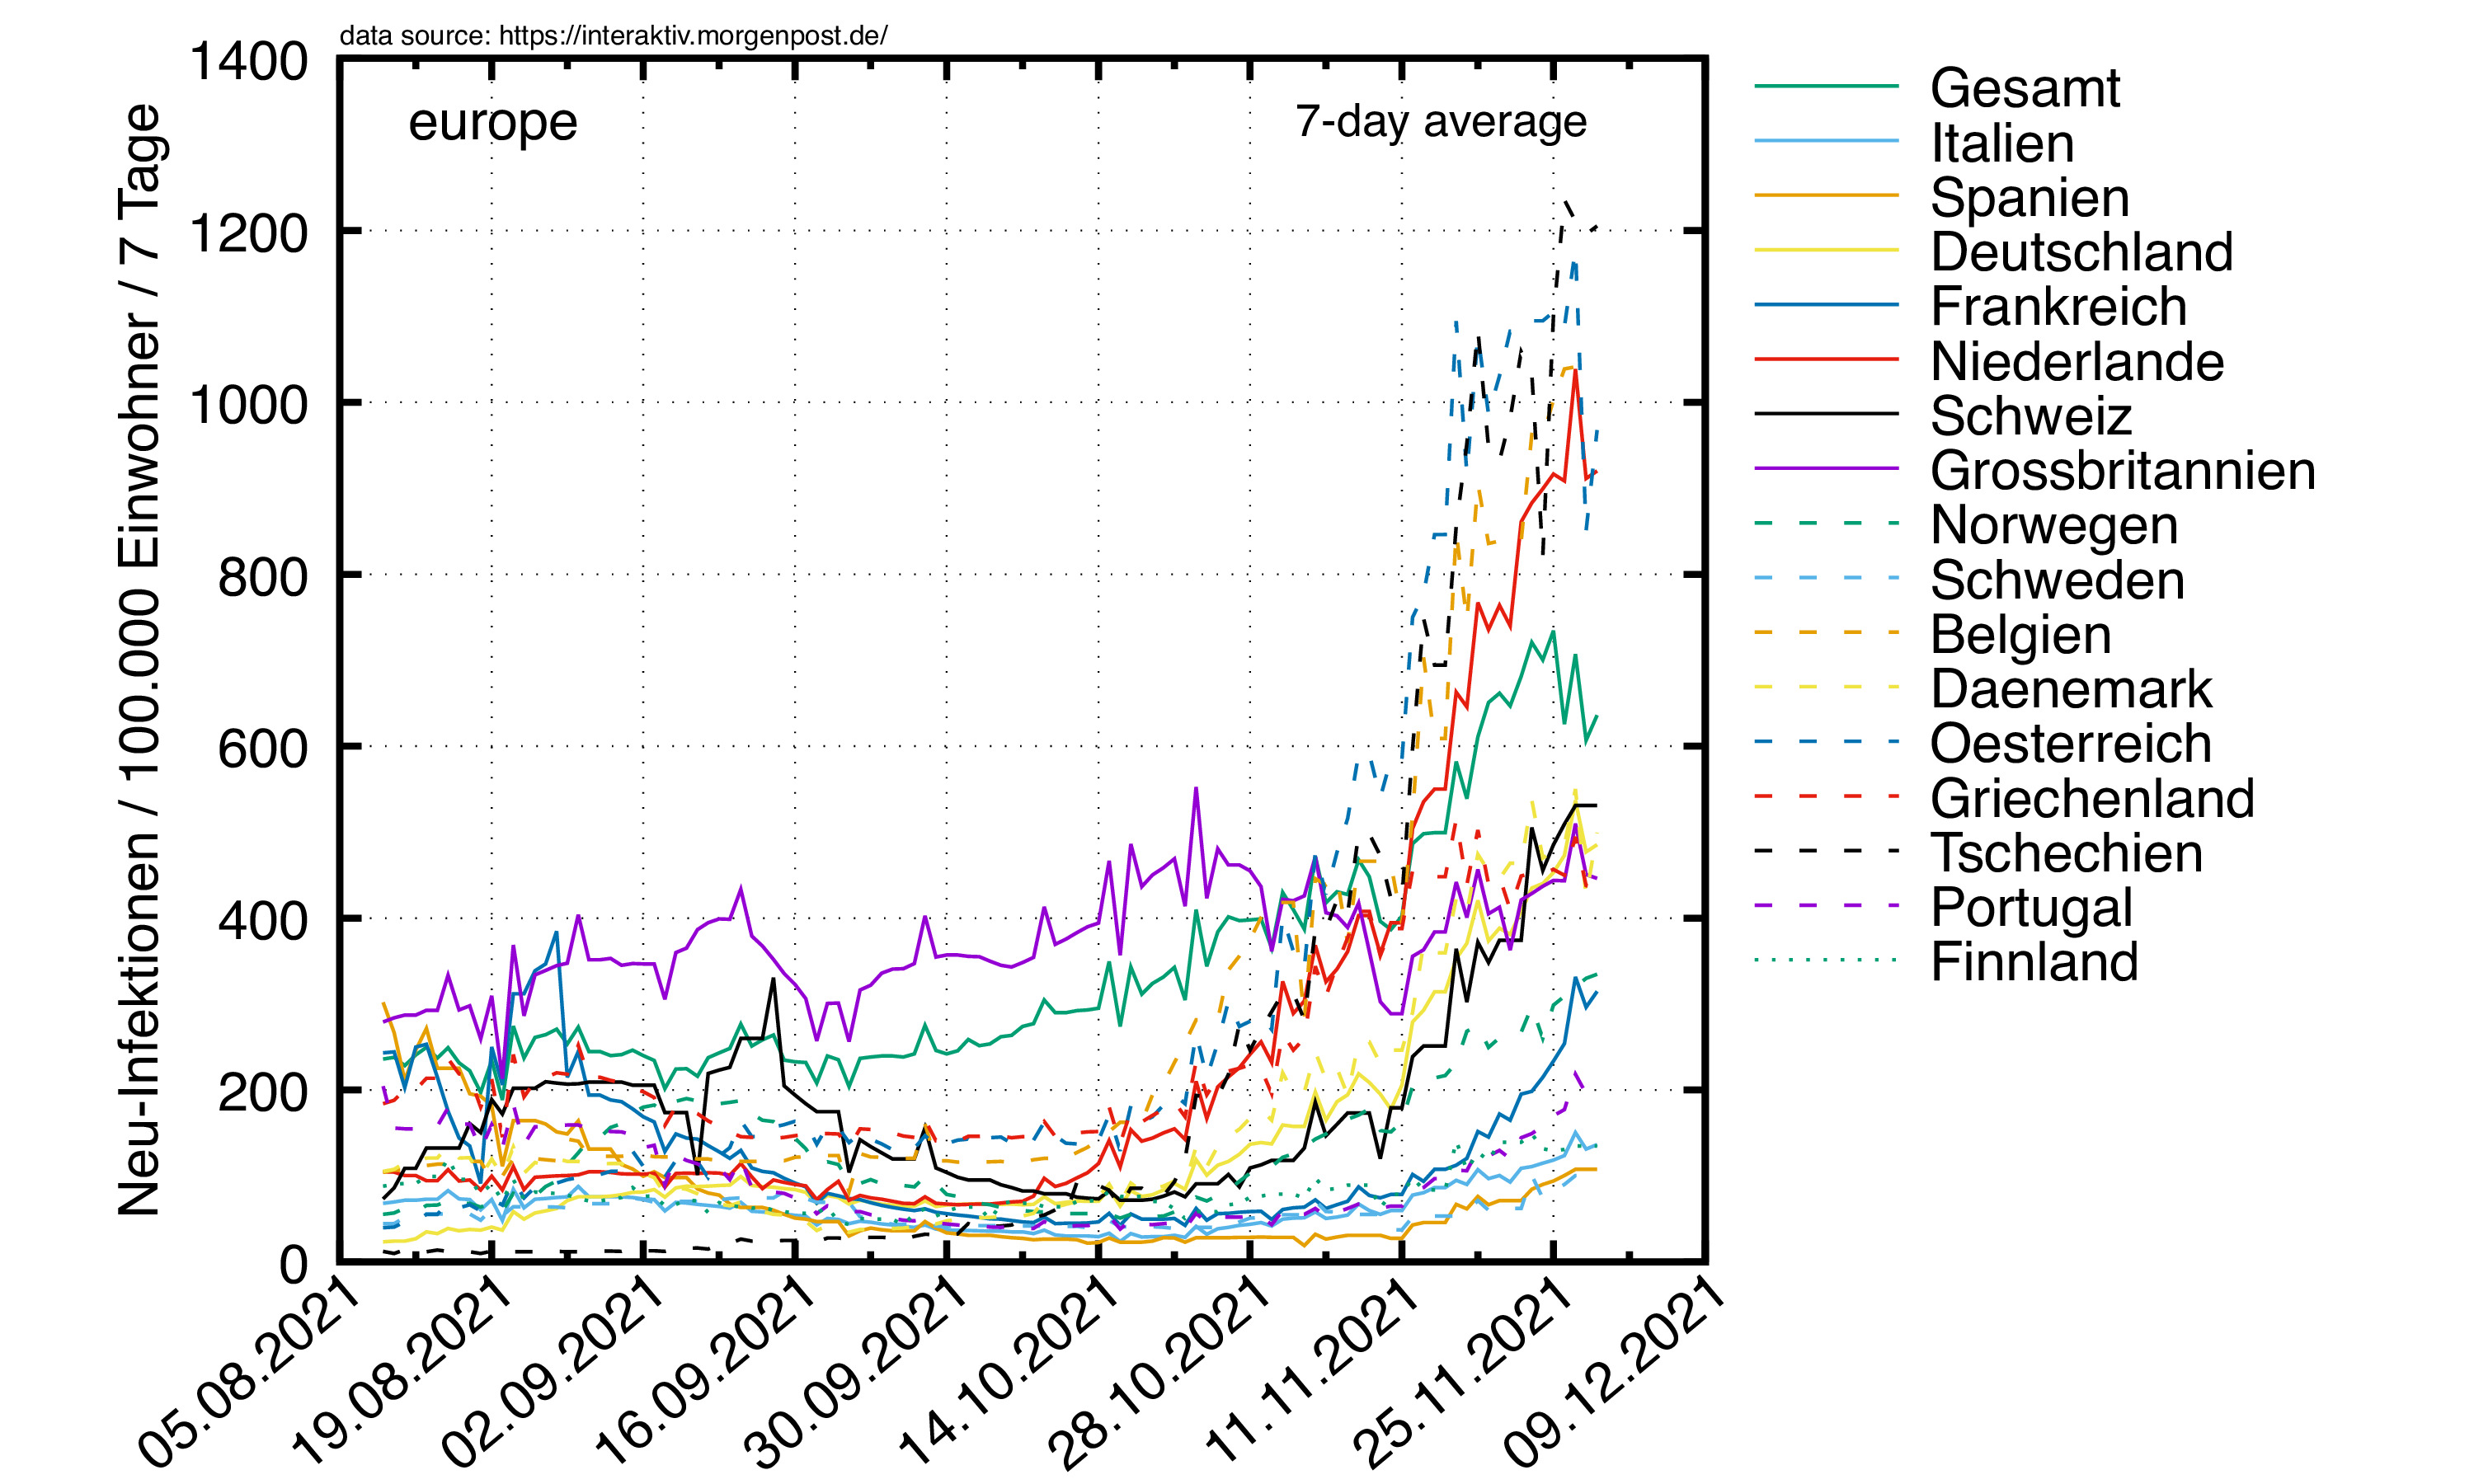 data source: https://interaktiv.morgenpost.de/
europe
7-day average
Neu-Infektionen / 100.000 Einwohner / 7 Tage
1400
1200
1000
800
600
400
200
0
05.08.2021
19.08.2021
02.09.2021
16.09.2021
30.09.2021
14.10.2021
28.10.2021
11.11.2021
25.11.2021
09.12.2021
Gesamt
Italien
Spanien
Deutschland
Frankreich
Niederlande
Schweiz
Grossbritannien
Norwegen
Schweden
Belgien
Daenemark
Oesterreich
Griechenland
Tschechien
Portugal
Finnland